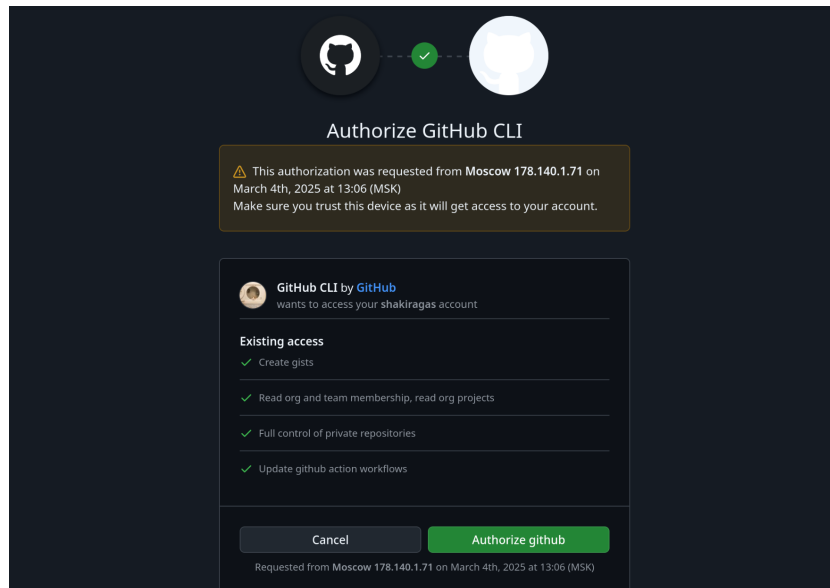 Authorize GitHub CLI
This authorization was requested from Moscow 178.140.1.71 on
March 4th, 2025 at 13:06 (MSK)
Make sure you trust this device as it will get access to your account.
GitHub CLI by GitHub
wants to access your shakiragas account
Existing access
Create gists
Read org and team membership, read org projects
Full control of private repositories
Update github action workflows
Cancel
Authorize github
Requested from Moscow 178.140.1.71 on March 4th, 2025 at 13:06 (MSK)